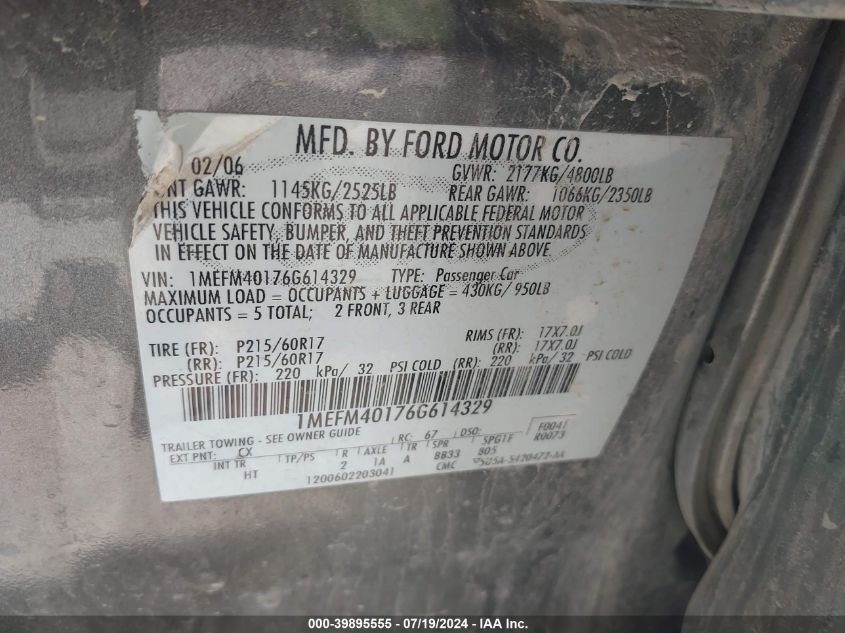 MFD. BY FORD MOTOR CO.
02/06
GVWR: 2177KG/4800LB
NT GAWR: 1145KG/2525LB
REAR GAWR: 1066KG/2350LB
THIS VEHICLE CONFORMS TO ALL APPLICABLE FEDERAL MOTOR
VEHICLE SAFETY, BUMPER, AND THEFT PREVENTION STANDARDS
IN EFFECT ON THE DATE OF MANUFACTURE SHOWN ABOVE
VIN: 1MEFM40176G614329 TYPE: Passenger Car
MAXIMUM LOAD = OCCUPANTS + LUGGAGE = 430KG/ 950LB
OCCUPANTS = 5 TOTAL; 2 FRONT, 3 REAR
TIRE (FR): P215/60R17 RIMS (FR): 17X7.0J
(RR): P215/60R17 (RR): 17X7.0J
PRESSURE (FR): 220 kPa/ 32 PSI COLD (RR): 220 kPa/ 32 PSI COLD
1MEFM40176G614329
TRAILER TOWING - SEE OWNER GUIDE
F0041
R0073
EXT PNT: CX RC: 67 DSO:
INT TR TP/PS R AXLE TR SPR SPGTF
HT 2 1A A 8833 805
1200602203041 CMC
000-39895555 / 07/19/2024 - IAA Inc.